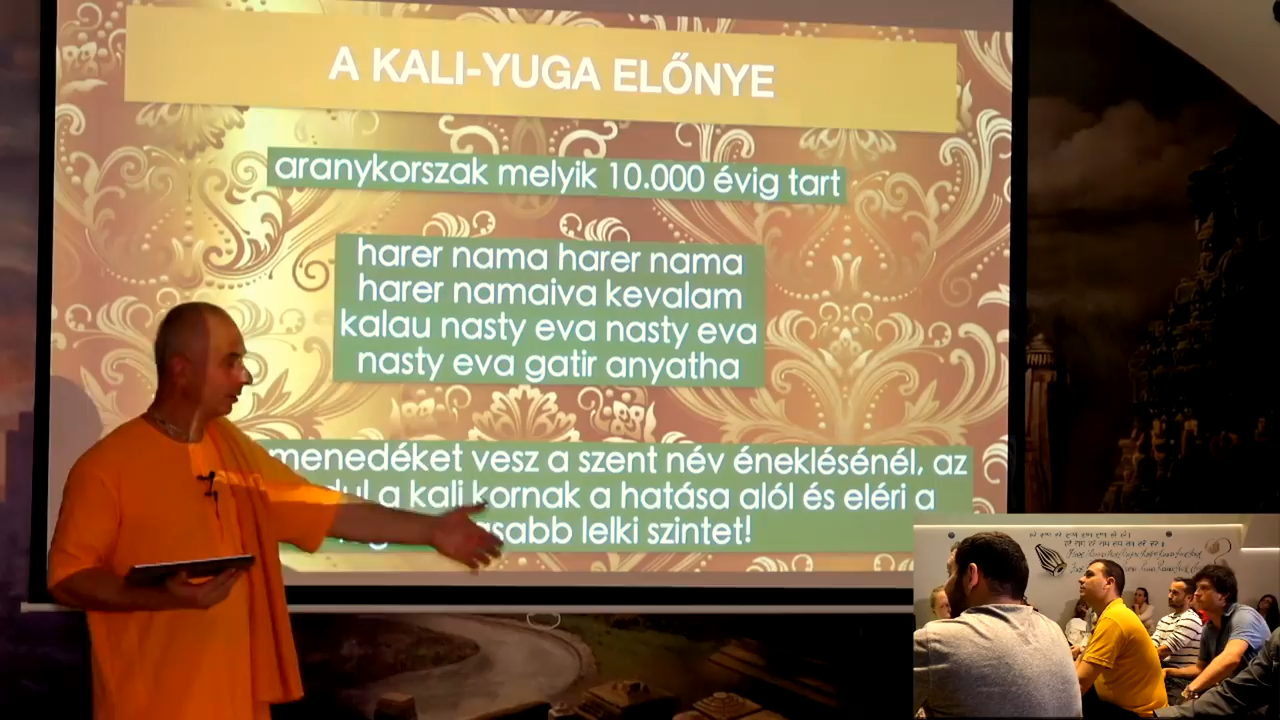 A KALI-YUGA ELŐNYE
aranykorszak melyik 10.000 évig tart
harer nama harer nama
harer namaiva kevalam
kalau nasty eva nasty eva
nasty eva gatir anyatha
menedéket vesz a szent név éneklésénél, az
a kali kornak a hatása alól és eléri a
lelki szintet!